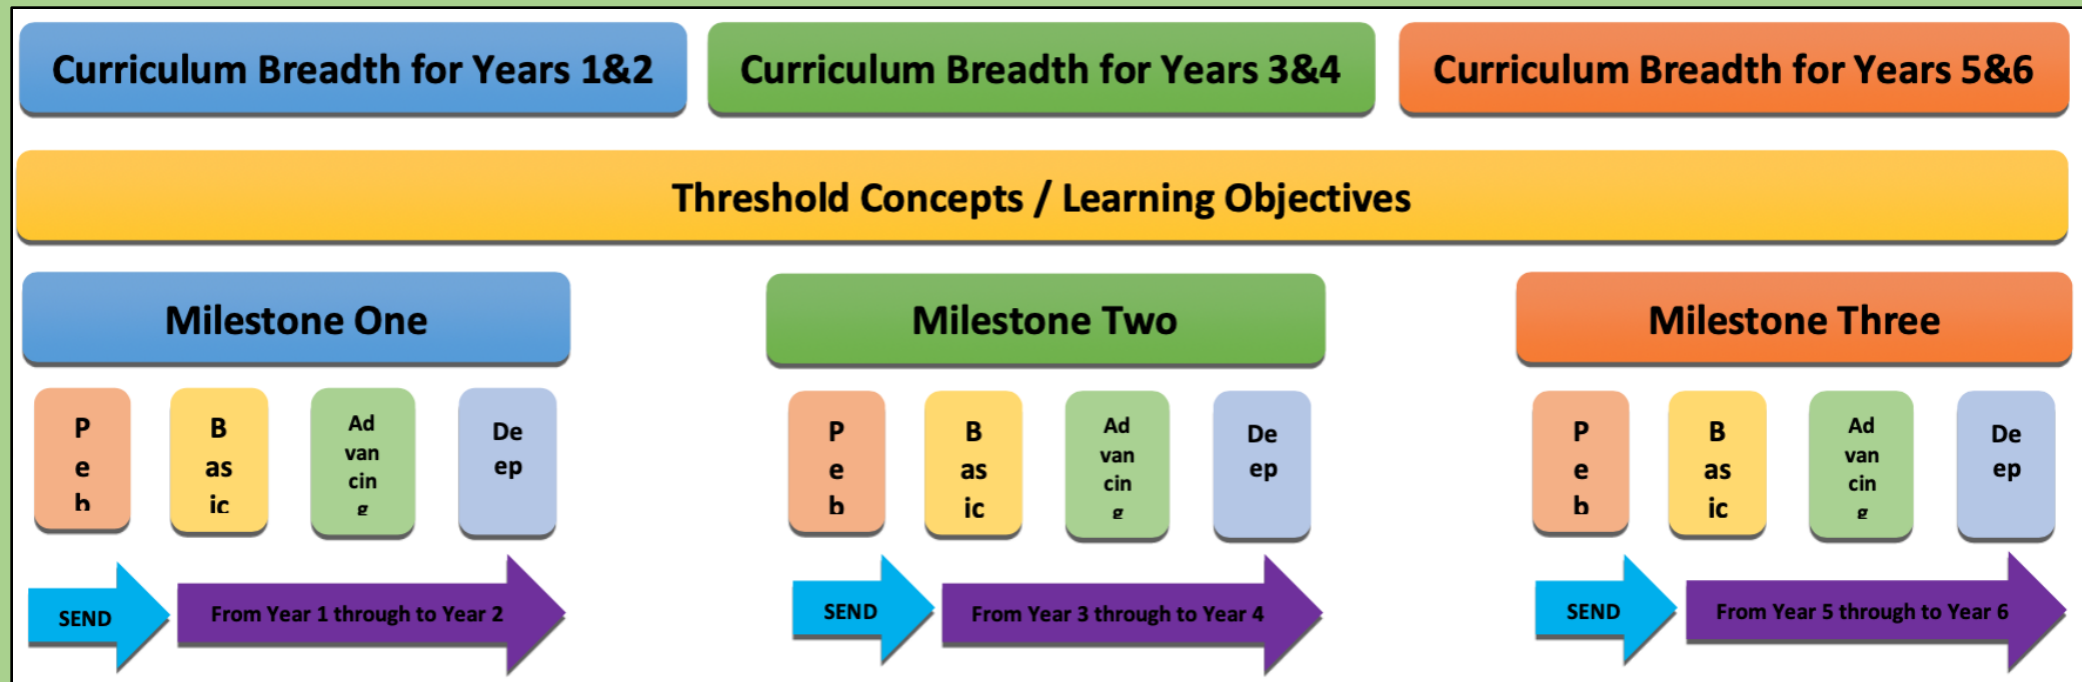 Curriculum Breadth for Years 1&2
Curriculum Breadth for Years 3&4
Curriculum Breadth for Years 5&6
Threshold Concepts / Learning Objectives
Milestone One
Milestone Two
Milestone Three
P
e
b
B
as
ic
Ad
van
cin
g
De
ep
P
e
b
B
as
ic
Ad
van
cin
g
De
ep
P
e
b
B
as
ic
Ad
van
cin
g
De
ep
SEND
From Year 1 through to Year 2
SEND
From Year 3 through to Year 4
SEND
From Year 5 through to Year 6